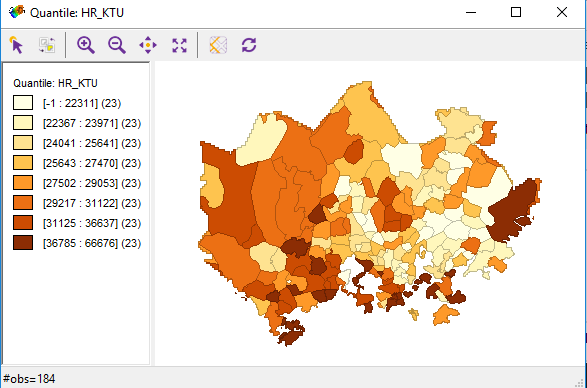 Quantile: HR_KTU
Quantile: HR_KTU
[-1 : 22311] (23)
[22367 : 23971] (23)
[24041 : 25641] (23)
[25643 : 27470] (23)
[27502 : 29053] (23)
[29217 : 31122] (23)
[31125 : 36637] (23)
[36785 : 66676] (23)
#obs=184